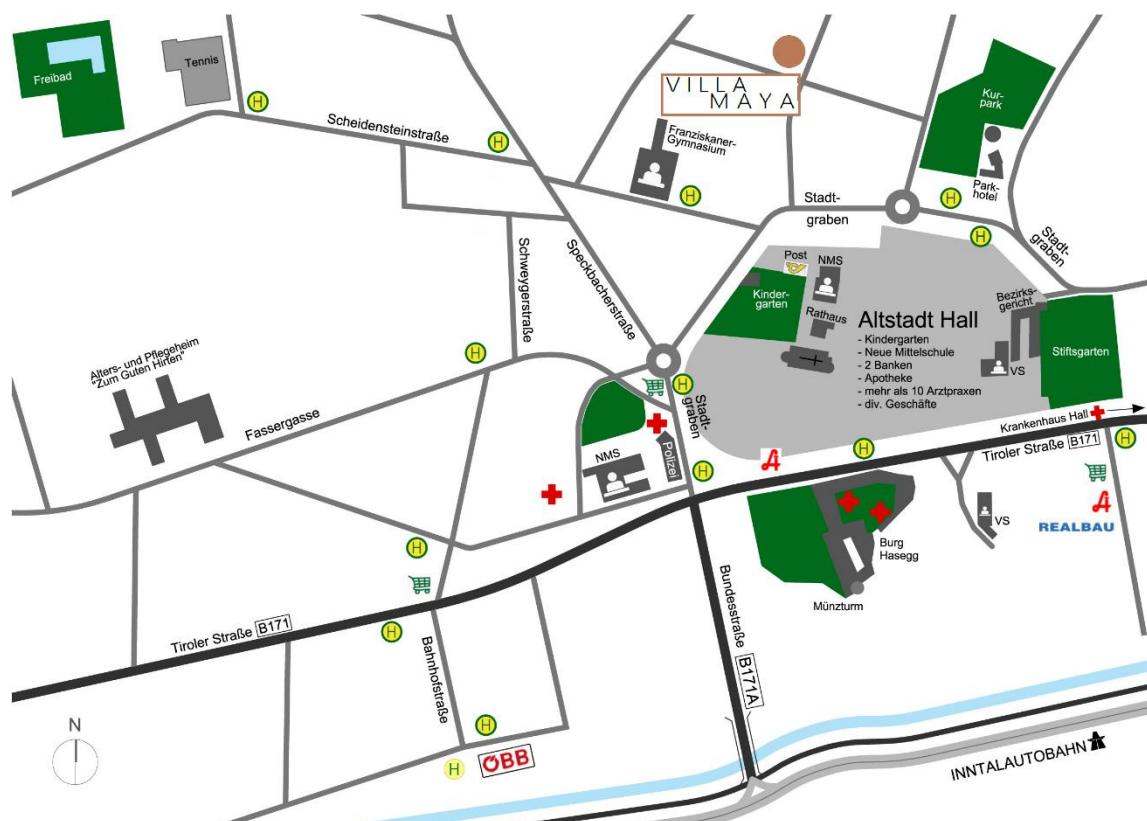 VILLA
MAYA
Freibad
Tennis
H
Scheidensteinstraße
H
Franziskaner-
Gymnasium
H
Kur-
park
Park-
hotel
H
H
Stadt-
graben
Stadt-
graben
Schweygerstraße
Speckbacherstraße
Post
NMS
Kinder-
garten
Rathaus
Altstadt Hall
- Kindergarten
- Neue Mittelschule
- 2 Banken
- Apotheke
- mehr als 10 Arztpraxen
- div. Geschäfte
Bezirks-
gericht
VS
Stiftsgarten
Alters- und Pflegeheim
"Zum Guten Hirten"
H
Fassergasse
H
Stadt-
graben
Polizei
NMS
H
H
Krankenhaus Hall
Tiroler Straße B171
H
A
A
REALBAU
VS
Burg
Hasegg
Münzturm
H
H
Tiroler Straße B171
Bahnhofstraße
Bundesstraße
B171A
H
H
ÖBB
N
INNTALAUTOBAHN